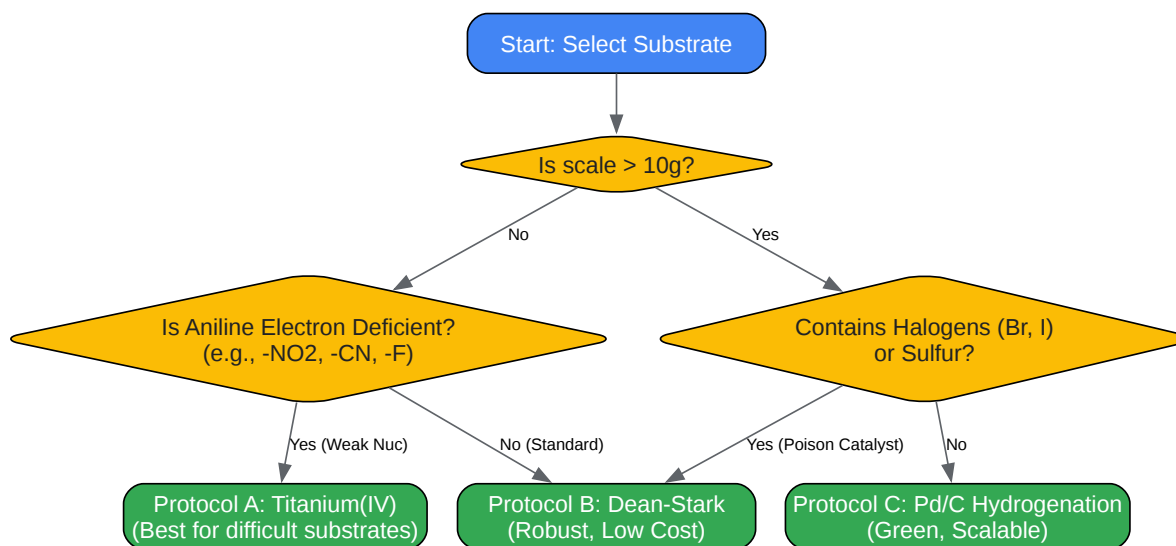 Start: Select Substrate
Is scale > 10g?
No
Yes
Is Aniline Electron Deficient?
(e.g., -NO2, -CN, -F)
Contains Halogens (Br, I)
or Sulfur?
Yes (Weak Nuc)
No (Standard)
Yes (Poison Catalyst)
No
Protocol A: Titanium(IV)
(Best for difficult substrates)
Protocol B: Dean-Stark
(Robust, Low Cost)
Protocol C: Pd/C Hydrogenation
(Green, Scalable)